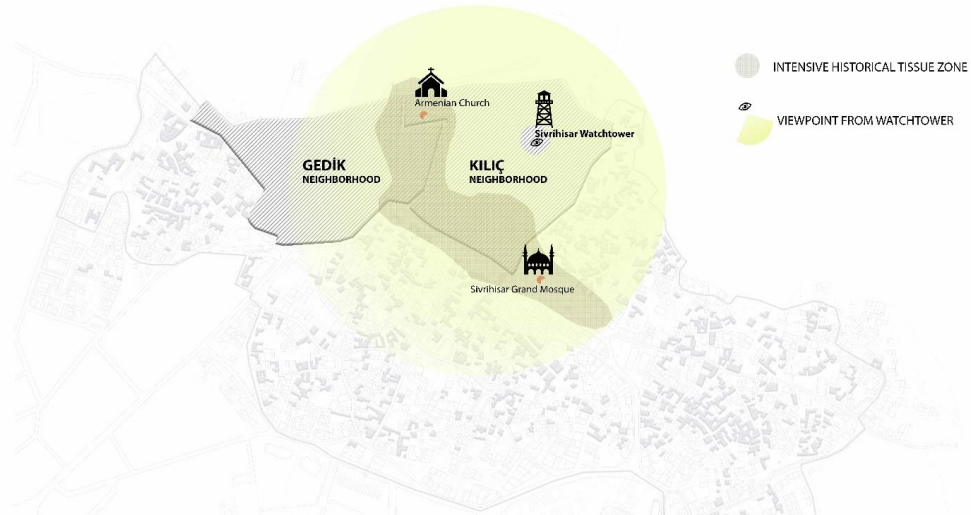 INTENSIVE HISTORICAL TISSUE ZONE
VIEWPOINT FROM WATCHTOWER
Armenian Church
Sivrihisar Watchtower
GEDİK
NEIGHBORHOOD
KILIÇ
NEIGHBORHOOD
Sivrihisar Grand Mosque